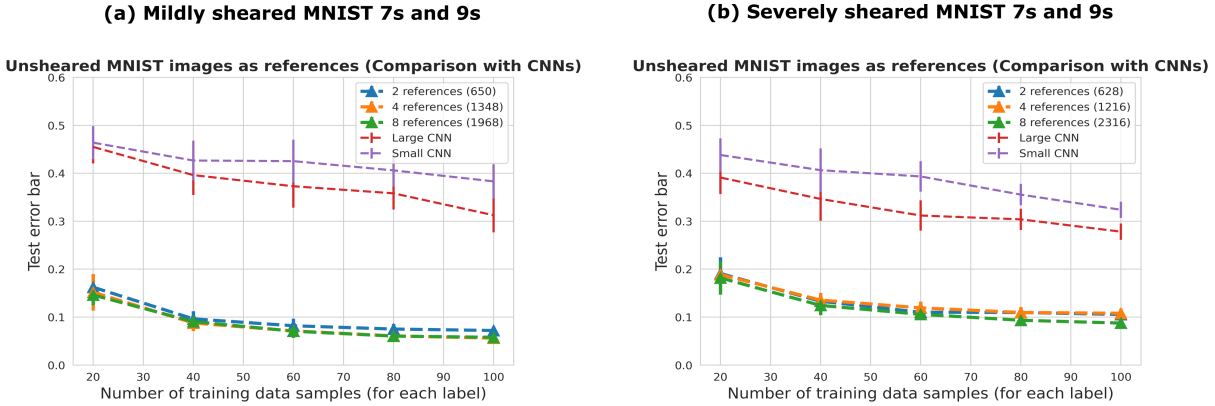 (a) Mildly sheared MNIST 7s and 9s
Unsheared MNIST images as references (Comparison with CNNs)
0.6
0.5
0.4
0.3
0.2
0.1
0.0
Test error bar
2 references (650)
4 references (1348)
8 references (1968)
Large CNN
Small CNN
20 30 40 50 60 70 80 90 100
Number of training data samples (for each label)
(b) Severely sheared MNIST 7s and 9s
Unsheared MNIST images as references (Comparison with CNNs)
0.6
0.5
0.4
0.3
0.2
0.1
0.0
Test error bar
2 references (628)
4 references (1216)
8 references (2316)
Large CNN
Small CNN
20 30 40 50 60 70 80 90 100
Number of training data samples (for each label)